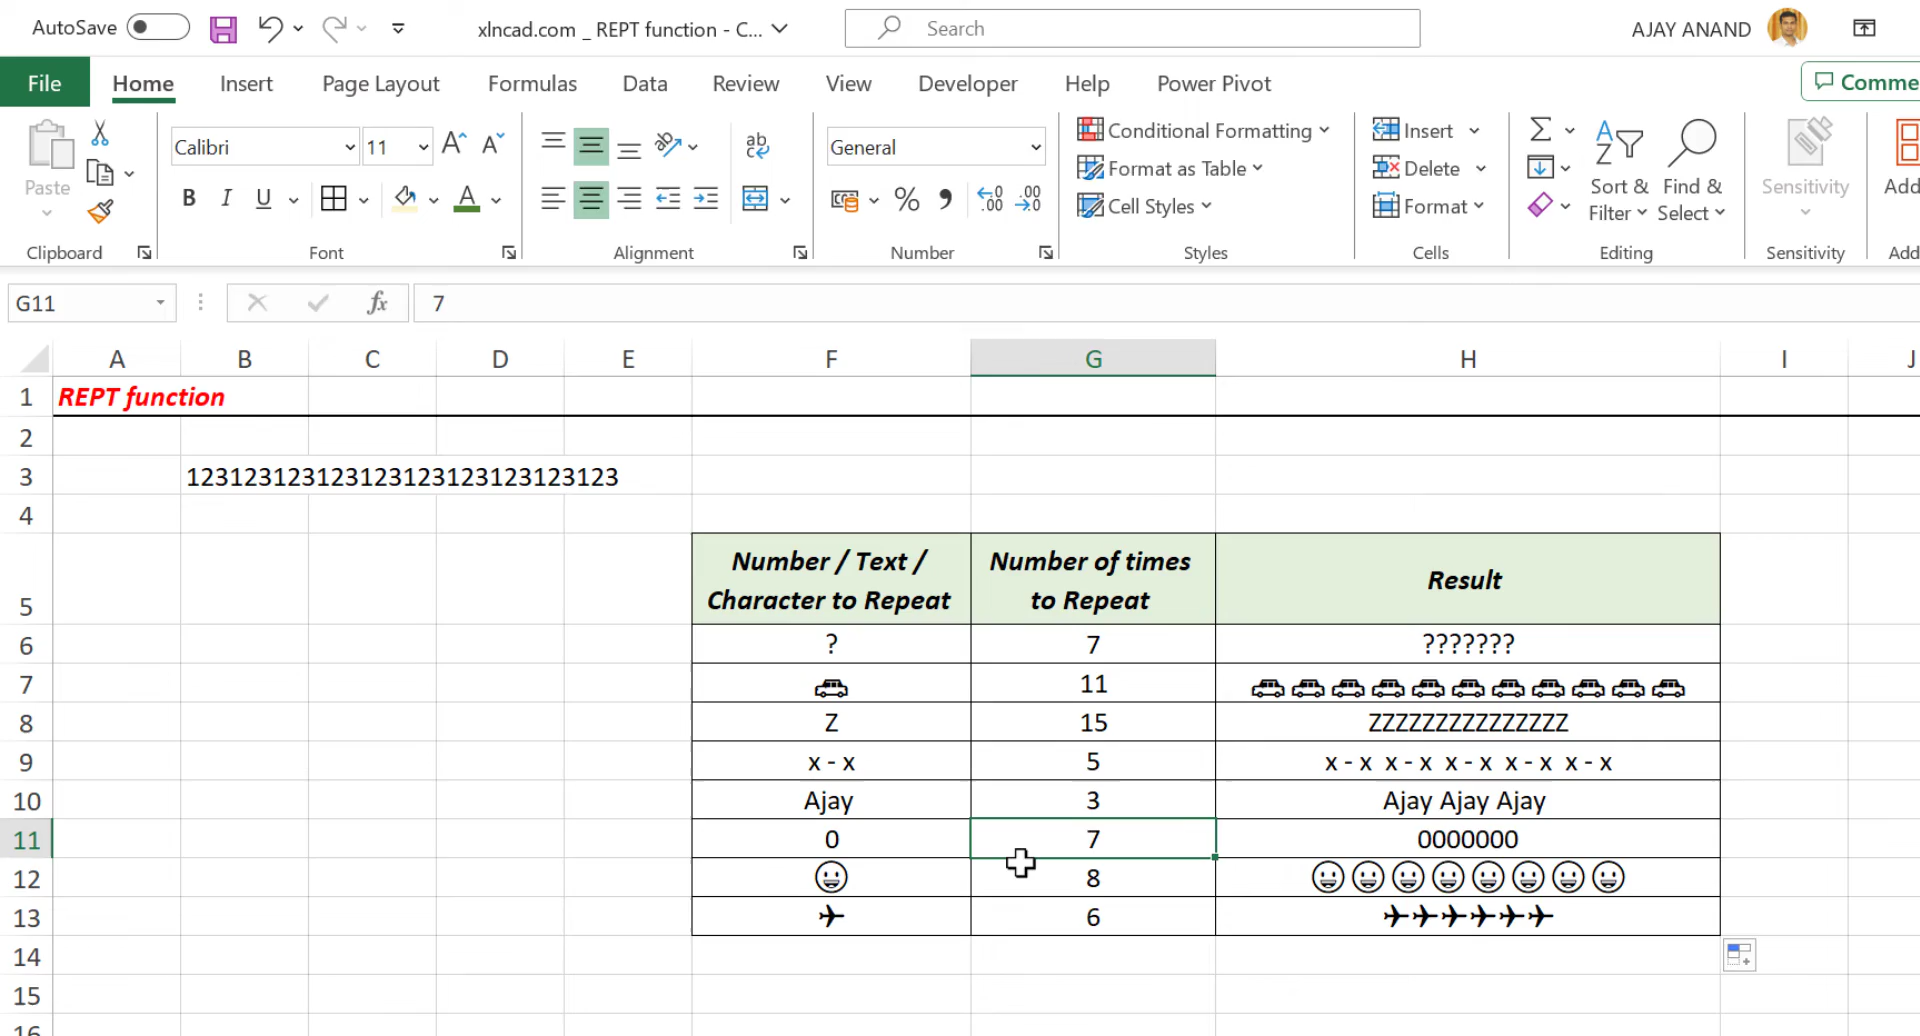 AutoSave xlncad.com _ REPT function - C... Search AJAY ANAND
File Home Insert Page Layout Formulas Data Review View Developer Help Power Pivot Comme
Paste Calibri 11 General Conditional Formatting Insert Sensitivity Add
Format as Table Delete Sort & Find &
B I U Cell Styles Format Filter Select
Clipboard Font Alignment Number Styles Cells Editing Sensitivity Add
G11 fx 7
A B C D E F G H I J
1 REPT function
2
3 123123123123123123123123123123
4
5 Number / Text / Number of times Result
Character to Repeat to Repeat
6 ? 7 ???????
7 🚗 11 🚗🚗🚗🚗🚗🚗🚗🚗🚗🚗🚗
8 Z 15 ZZZZZZZZZZZZZZZ
9 x - x 5 x - x x - x x - x x - x x - x
10 Ajay 3 Ajay Ajay Ajay
11 0 7 0000000
12 😀 8 😀😀😀😀😀😀😀😀
13 ✈ 6 ✈✈✈✈✈✈
14
15
16